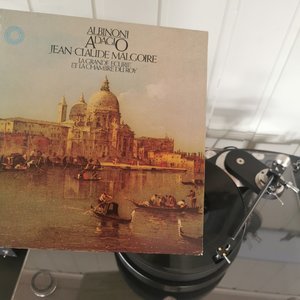 ALBINONI
ADAGIO
JEAN-CLAUDE MALGOIRE
LA GRANDE ECURIE
ET LA CHAMBRE DU ROY